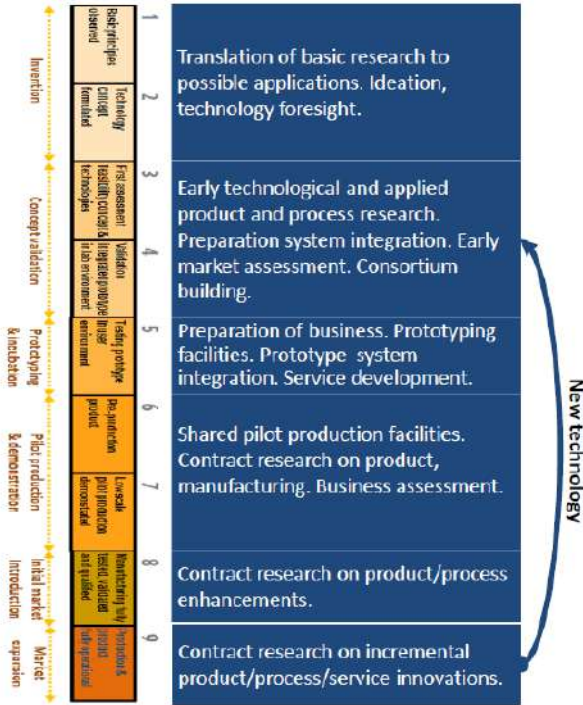 Invention
Concept validation
Prototyping
& incubation
Pilot production
& demonstration
Initial market
introduction
Market
expansion
1
Basic principles
observed
2
Technology
concept
formulated
3
First assessment
feasibility concept &
technologies
4
Validation
integrated prototype
in lab environment
5
Testing prototype
in user
environment
6
Pre-production
product
7
Low scale
pilot production
demonstrated
8
Manufacturing fully
tested, validated
and qualified
9
Production &
product
fully operational
Translation of basic research to
possible applications. Ideation,
technology foresight.
Early technological and applied
product and process research.
Preparation system integration. Early
market assessment. Consortium
building.
Preparation of business. Prototyping
facilities. Prototype system
integration. Service development.
Shared pilot production facilities.
Contract research on product,
manufacturing. Business assessment.
Contract research on product/process
enhancements.
Contract research on incremental
product/process/service innovations.
New technology